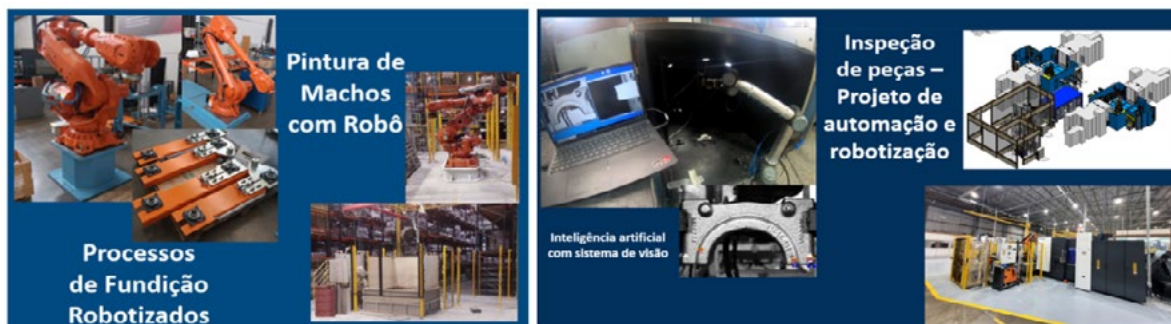 Pintura de
Machos
com Robô
Processos
de Fundição
Robotizados
Inspeção
de peças –
Projeto de
automação e
robotização
Inteligência artificial
com sistema de visão